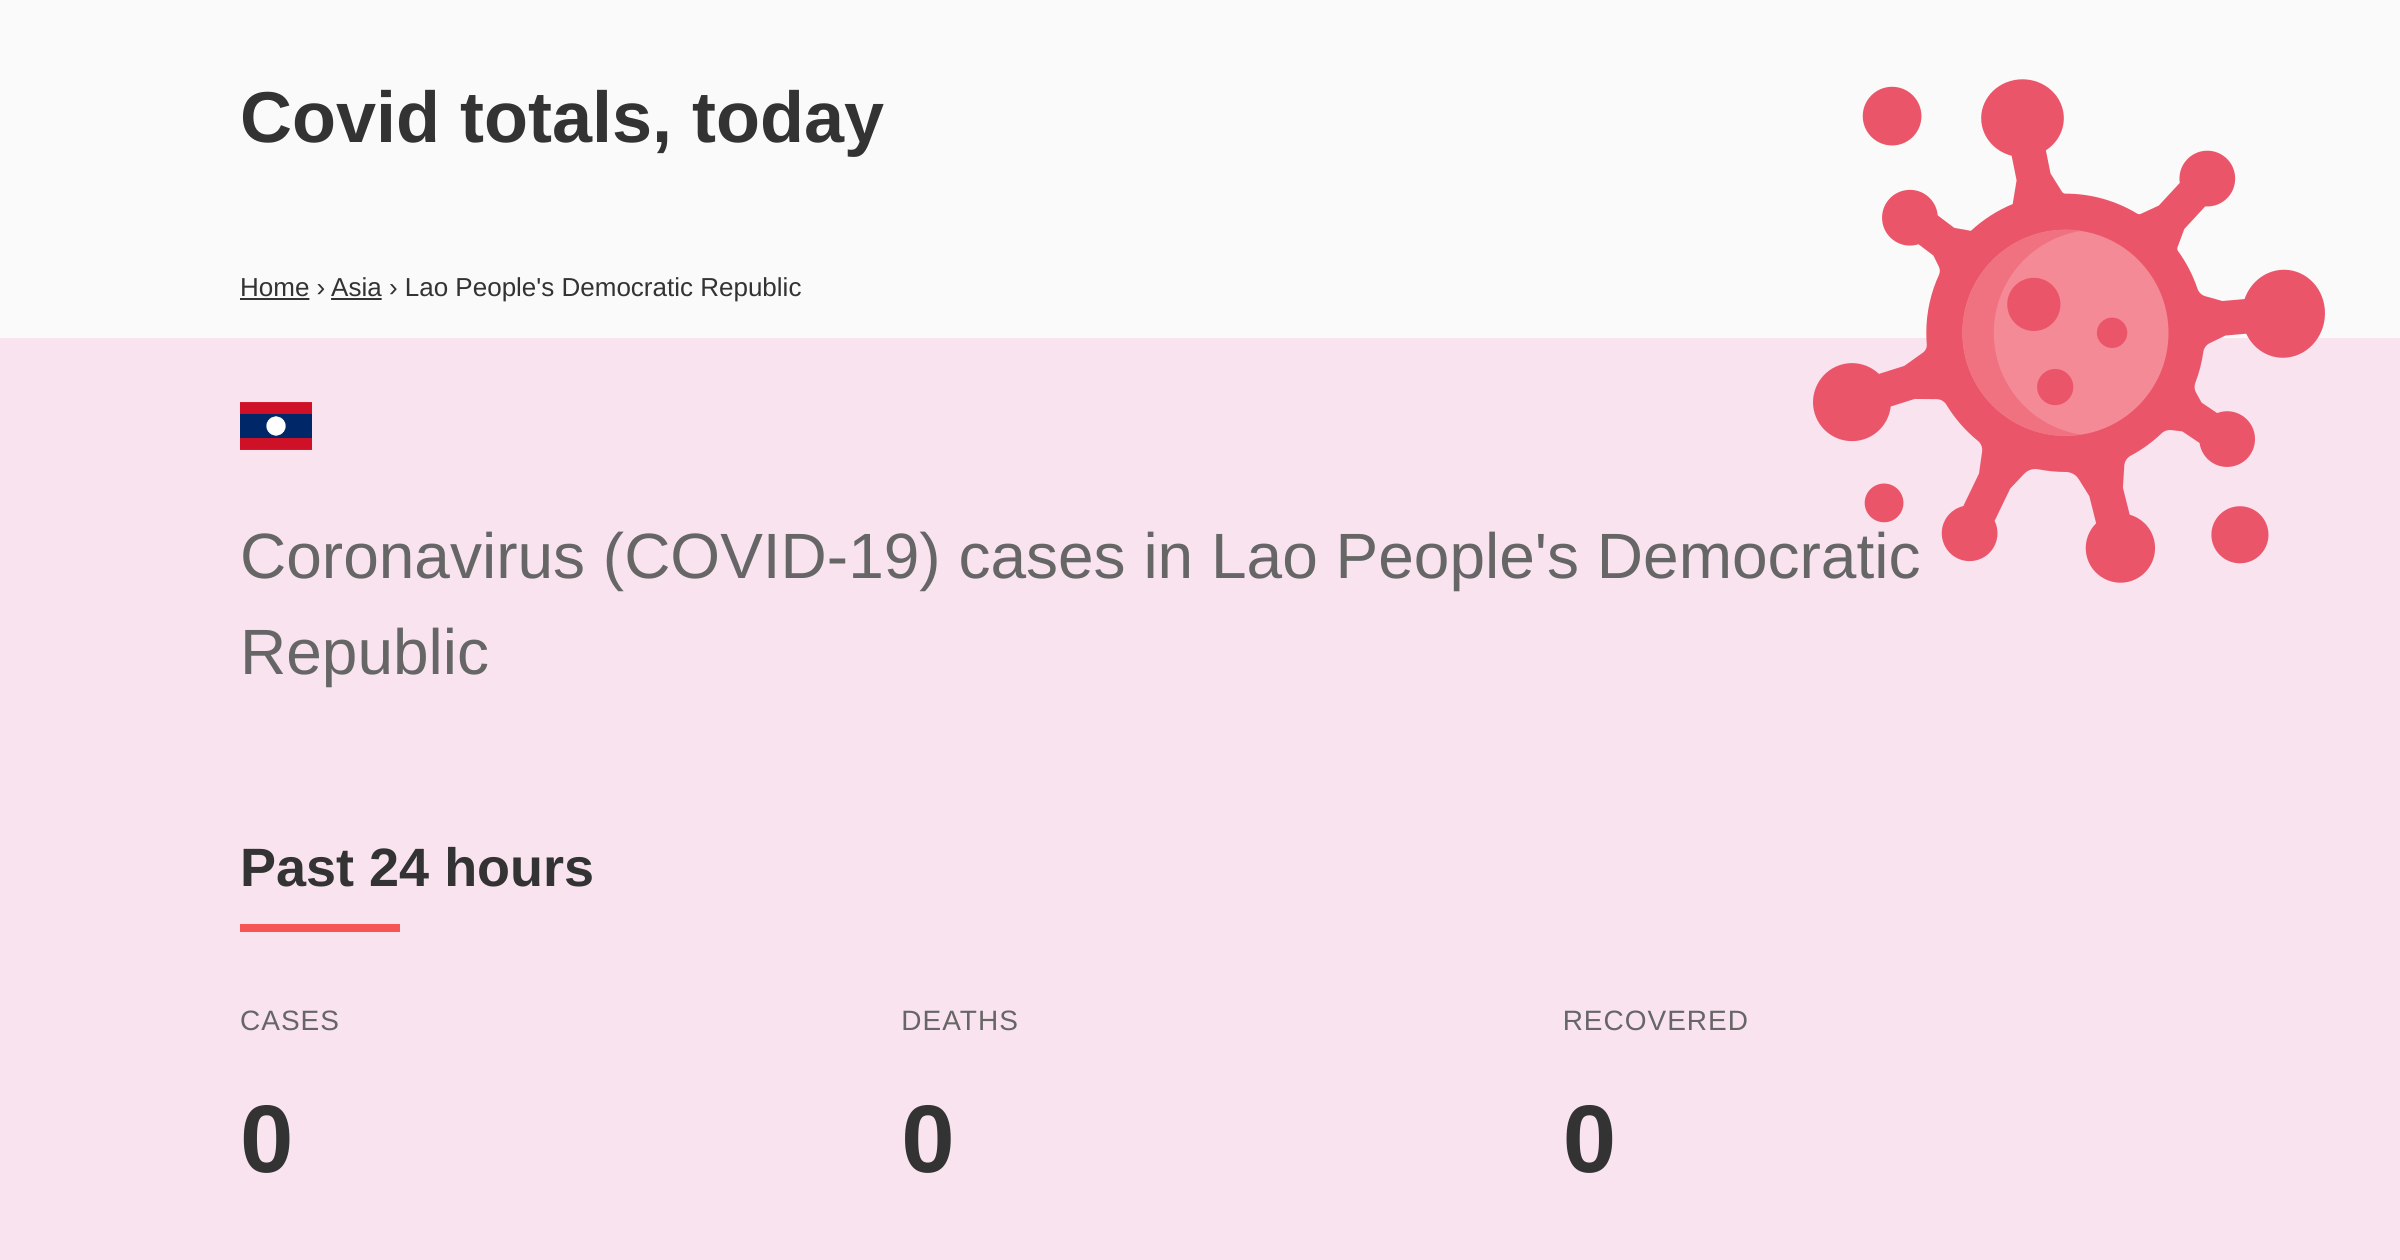 Covid totals, today
Home › Asia › Lao People's Democratic Republic
Coronavirus (COVID-19) cases in Lao People's Democratic
Republic
Past 24 hours
CASES DEATHS RECOVERED
0 0 0